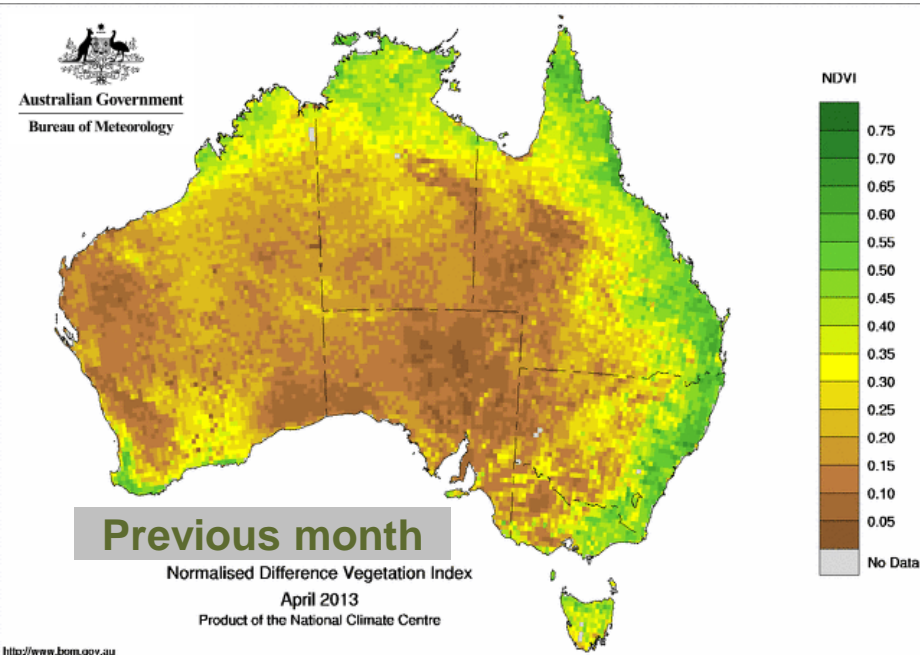 Australian Government
Bureau of Meteorology
NDVI
0.75
0.70
0.65
0.60
0.55
0.50
0.45
0.40
0.35
0.30
0.25
0.20
0.15
0.10
0.05
No Data
Previous month
Normalised Difference Vegetation Index
April 2013
Product of the National Climate Centre
http://www.bom.gov.au